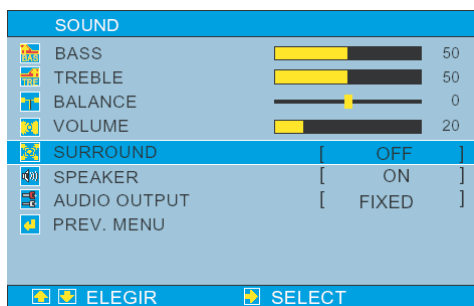 SOUND
BASS 50
TREBLE 50
BALANCE 0
VOLUME 20
SURROUND [ OFF ]
SPEAKER [ ON ]
AUDIO OUTPUT [ FIXED ]
PREV. MENU
ELEGIR SELECT